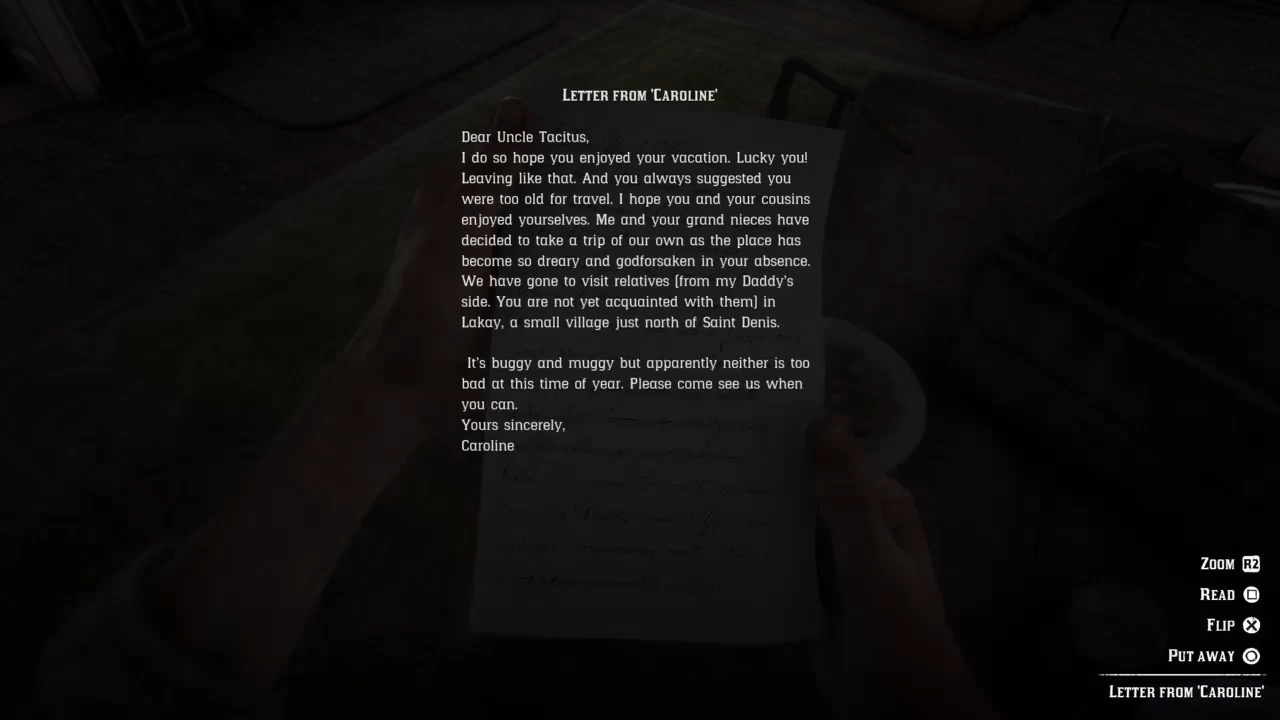 LETTER FROM 'CAROLINE'
Dear Uncle Tacitus,
I do so hope you enjoyed your vacation. Lucky you!
Leaving like that. And you always suggested you
were too old for travel. I hope you and your cousins
enjoyed yourselves. Me and your grand nieces have
decided to take a trip of our own as the place has
become so dreary and godforsaken in your absence.
We have gone to visit relatives (from my Daddy's
side. You are not yet acquainted with them) in
Lakay, a small village just north of Saint Denis.
It's buggy and muggy but apparently neither is too
bad at this time of year. Please come see us when
you can.
Yours sincerely,
Caroline
ZOOM R2
READ
FLIP
PUT AWAY
LETTER FROM 'CAROLINE'